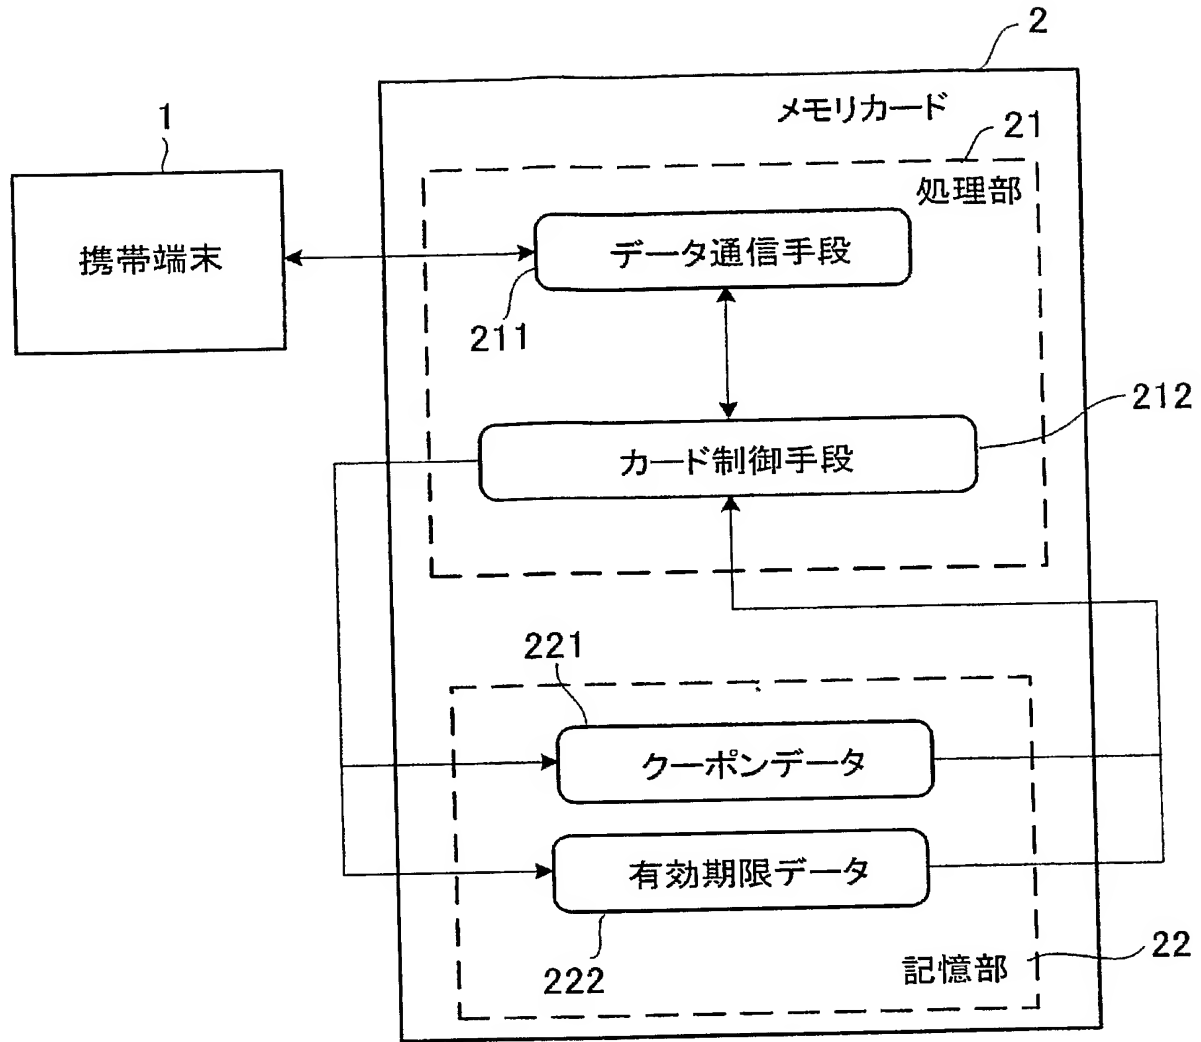 2
メモリカード
1
21
処理部
携帯端末
データ通信手段
211
212
カード制御手段
221
クーポンデータ
有効期限データ
222
22
記憶部